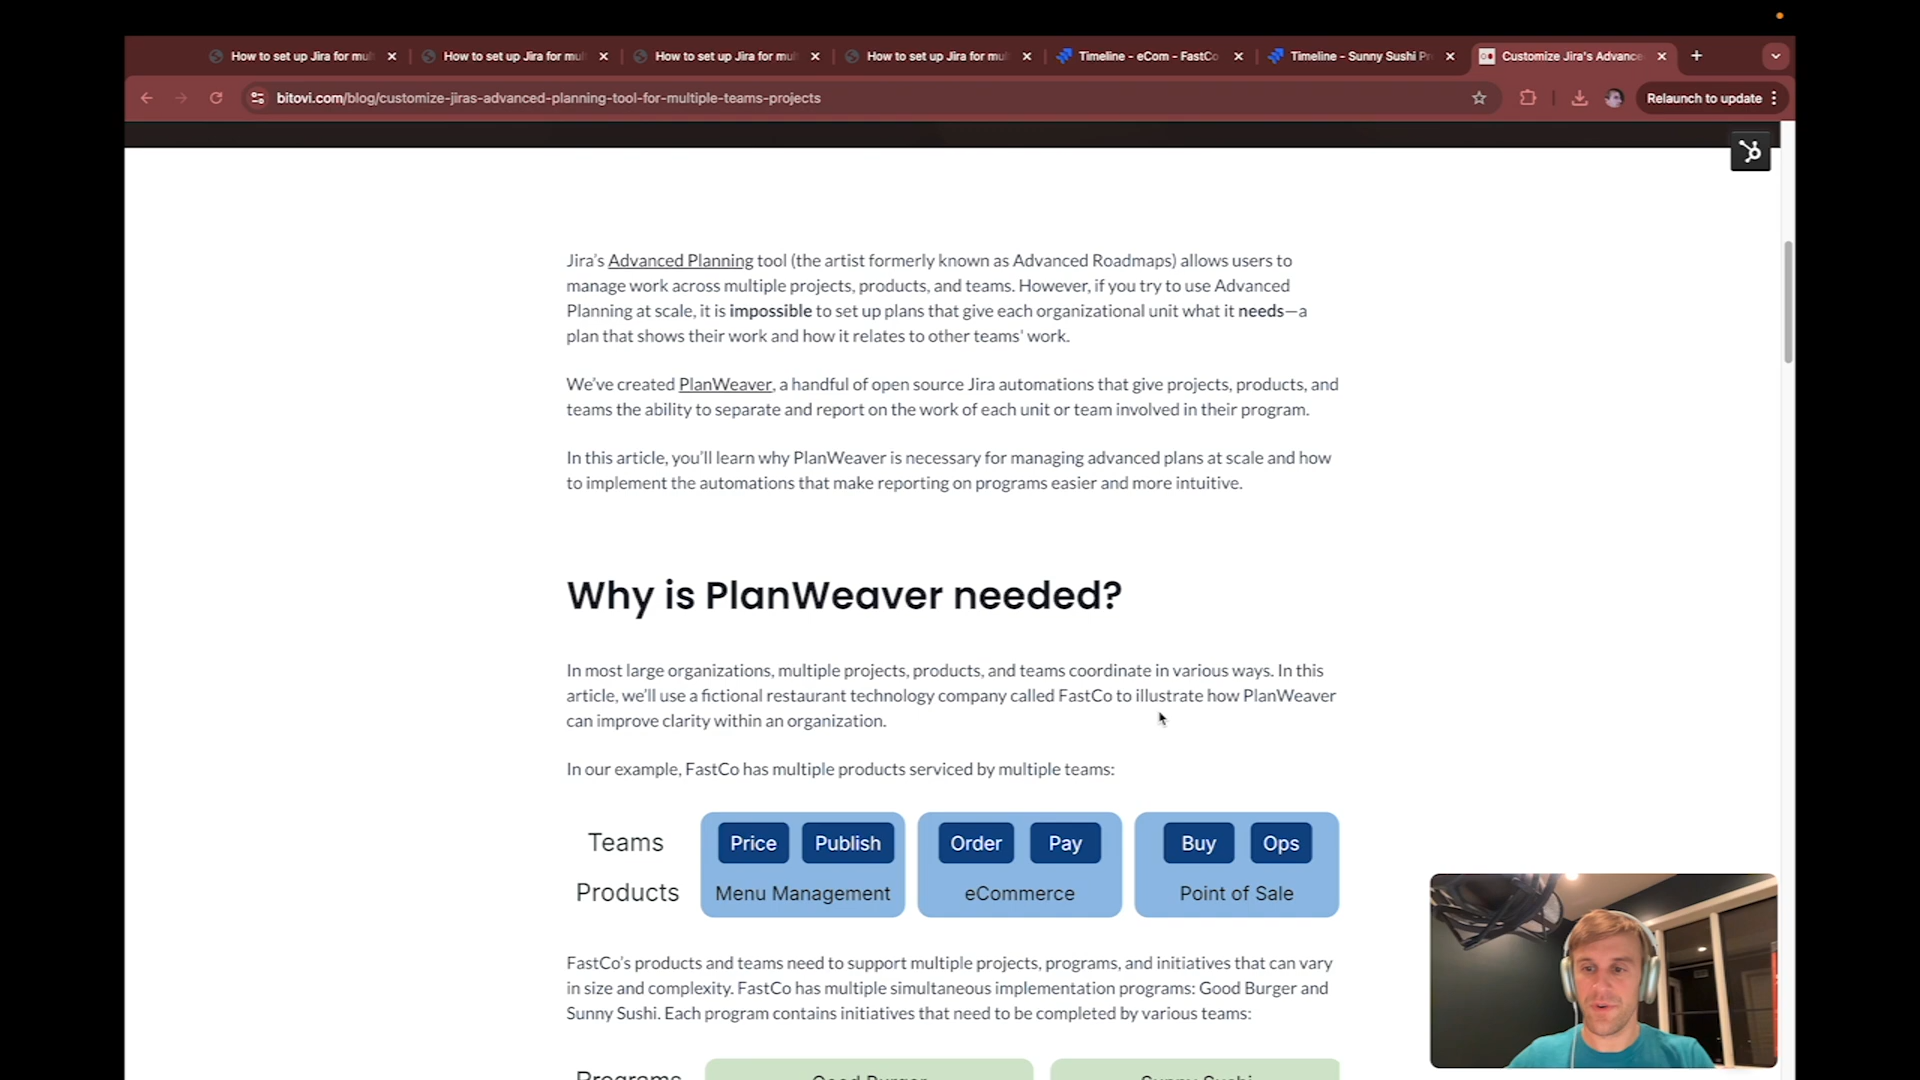 How to set up Jira for mu
How to set up Jira for mul
How to set up Jira for mul
How to set up Jira for mul
Timeline - eCom - FastCo
Timeline - Sunny Sushi Pr
Customize Jira's Advance
bitovi.com/blog/customize-jiras-advanced-planning-tool-for-multiple-teams-projects
Relaunch to update
Jira's Advanced Planning tool (the artist formerly known as Advanced Roadmaps) allows users to
manage work across multiple projects, products, and teams. However, if you try to use Advanced
Planning at scale, it is impossible to set up plans that give each organizational unit what it needs—a
plan that shows their work and how it relates to other teams' work.
We've created PlanWeaver, a handful of open source Jira automations that give projects, products, and
teams the ability to separate and report on the work of each unit or team involved in their program.
In this article, you'll learn why PlanWeaver is necessary for managing advanced plans at scale and how
to implement the automations that make reporting on programs easier and more intuitive.
Why is PlanWeaver needed?
In most large organizations, multiple projects, products, and teams coordinate in various ways. In this
article, we'll use a fictional restaurant technology company called FastCo to illustrate how PlanWeaver
can improve clarity within an organization.
In our example, FastCo has multiple products serviced by multiple teams:
Teams Price Publish Order Pay Buy Ops
Products Menu Management eCommerce Point of Sale
FastCo's products and teams need to support multiple projects, programs, and initiatives that can vary
in size and complexity. FastCo has multiple simultaneous implementation programs: Good Burger and
Sunny Sushi. Each program contains initiatives that need to be completed by various teams:
Programs Good Burger Sunny Sushi